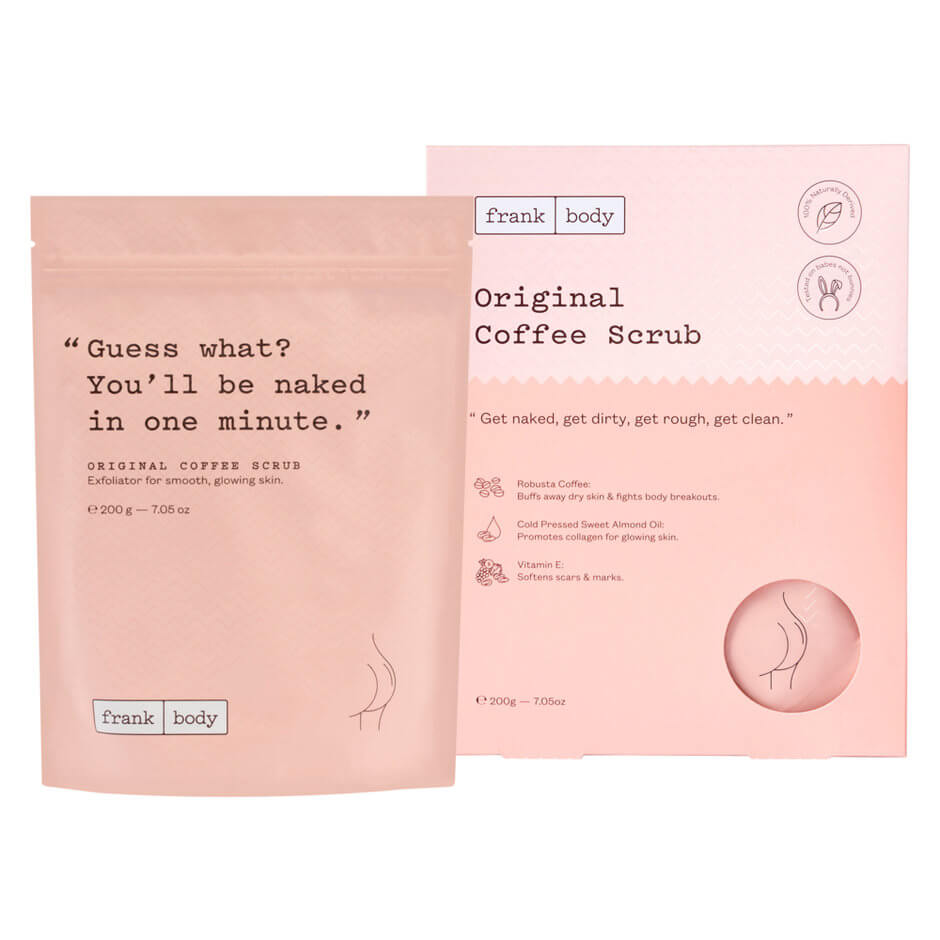 “Guess what?
You’ll be naked
in one minute.”
ORIGINAL COFFEE SCRUB
Exfoliator for smooth, glowing skin.
℮ 200 g — 7.05 oz
frank body
frank body
100% Naturally Derived
Tested on babes not bunnies
Original
Coffee Scrub
“ Get naked, get dirty, get rough, get clean. ”
Robusta Coffee:
Buffs away dry skin & fights body breakouts.
Cold Pressed Sweet Almond Oil:
Promotes collagen for glowing skin.
Vitamin E:
Softens scars & marks.
℮ 200g — 7.05oz